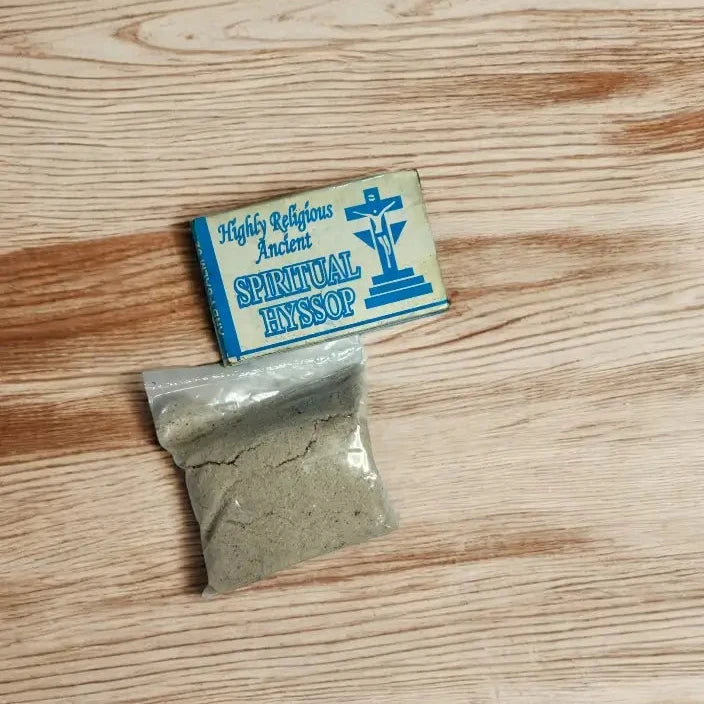 Highly Religious
Ancient
SPIRITUAL
HYSSOP